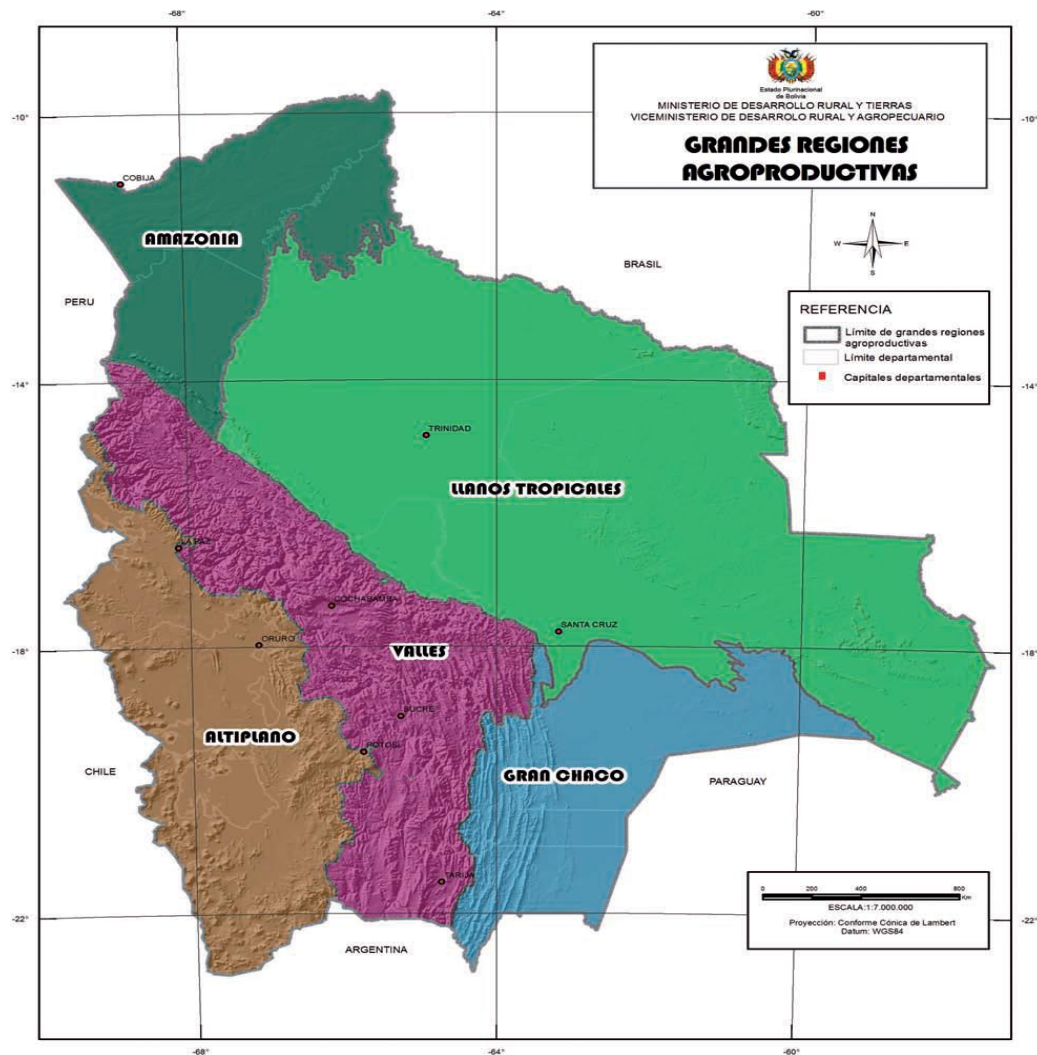 -68°
-64°
-60°
Estado Plurinacional
de Bolivia
MINISTERIO DE DESARROLLO RURAL Y TIERRAS
VICEMINISTERIO DE DESARROLO RURAL Y AGROPECUARIO
GRANDES REGIONES
AGROPRODUCTIVAS
-10°
-10°
COBIJA
AMAZONIA
N
W
E
S
BRASIL
PERU
REFERENCIA
Límite de grandes regiones
agroproductivas
Límite departamental
Capitales departamentales
-14°
-14°
TRINIDAD
LLANOS TROPICALES
LA PAZ
COCHABAMBA
SANTA CRUZ
ORURO
VALLES
-18°
-18°
SUCRE
ALTIPLANO
POTOSI
CHILE
GRAN CHACO
PARAGUAY
TARIJA
0 200 400 800
Km
ESCALA:1:7.000.000
Proyección: Conforme Cónica de Lambert
Datum: WGS84
-22°
-22°
ARGENTINA
-68°
-64°
-60°